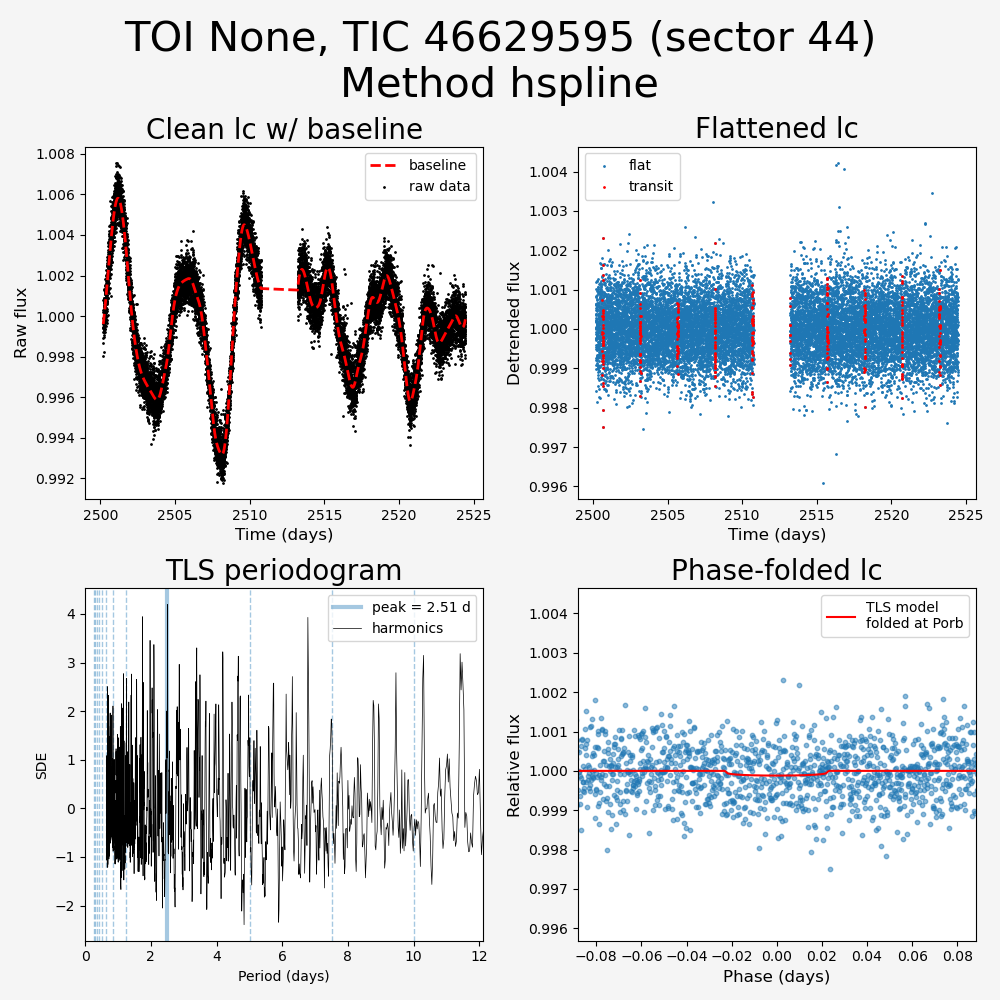 TOI None, TIC 46629595 (sector 44)
Method hspline
Clean lc w/ baseline
Flattened lc
baseline
raw data
flat
transit
1.008
1.006
1.004
1.002
1.000
0.998
0.996
0.994
0.992
Raw flux
2500 2505 2510 2515 2520 2525
Time (days)
1.004
1.003
1.002
1.001
1.000
0.999
0.998
0.997
0.996
Detrended flux
2500 2505 2510 2515 2520 2525
Time (days)
TLS periodogram
Phase-folded lc
peak = 2.51 d
harmonics
4
3
2
1
0
−1
−2
SDE
0 2 4 6 8 10 12
Period (days)
TLS model
folded at Porb
1.004
1.003
1.002
1.001
1.000
0.999
0.998
0.997
0.996
Relative flux
−0.08 −0.06 −0.04 −0.02 0.00 0.02 0.04 0.06 0.08
Phase (days)